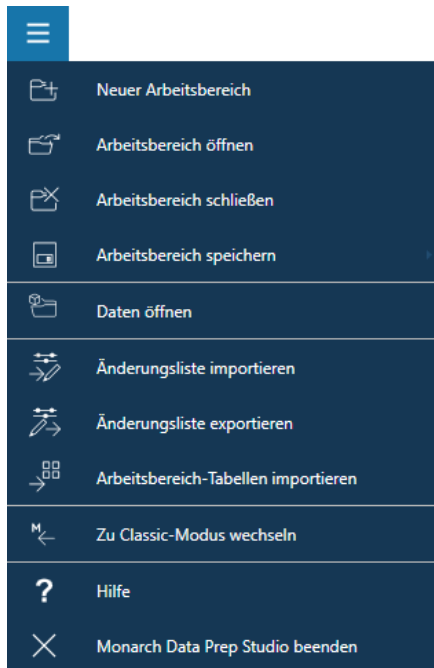 Neuer Arbeitsbereich
Arbeitsbereich öffnen
Arbeitsbereich schließen
Arbeitsbereich speichern
Daten öffnen
Änderungsliste importieren
Änderungsliste exportieren
Arbeitsbereich-Tabellen importieren
M Zu Classic-Modus wechseln
? Hilfe
Monarch Data Prep Studio beenden